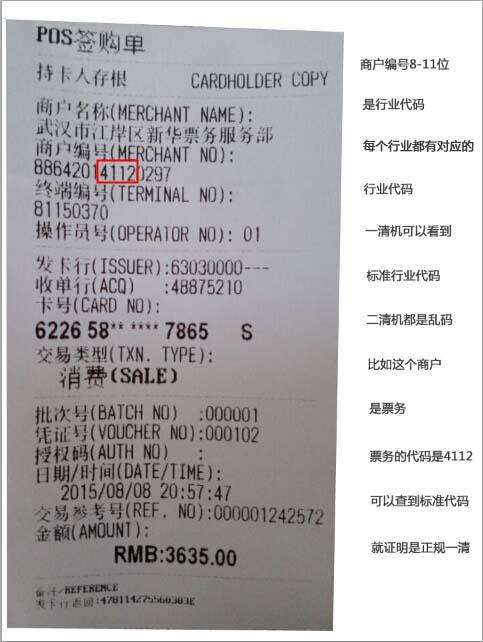 POS签购单
持卡人存根 CARDHOLDER COPY
商户名称(MERCHANT NAME):
武汉市江岸区新华票务服务部
商户编号(MERCHANT NO):
886420141120297
终端编号(TERMINAL NO):
81150370
操作员号(OPERATOR NO): 01
发卡行(ISSUER):63030000---
收单行(ACQ) :48875210
卡号(CARD NO):
6226 58** **** 7865 S
交易类型(TXN. TYPE):
消费(SALE)
批次号(BATCH NO) :000001
凭证号(VOUCHER NO):000102
授权码(AUTH NO) :
日期/时间(DATE/TIME):
2015/08/08 20:57:47
交易参考号(REF. NO):000001242572
金额(AMOUNT):
RMB:3635.00
备注/REFERENCE
发卡行返回:478114275560383E
商户编号8-11位
是行业代码
每个行业都有对应的
行业代码
一清机可以看到
标准行业代码
二清机都是乱码
比如这个商户
是票务
票务的代码是4112
可以查到标准代码
就证明是正规一清